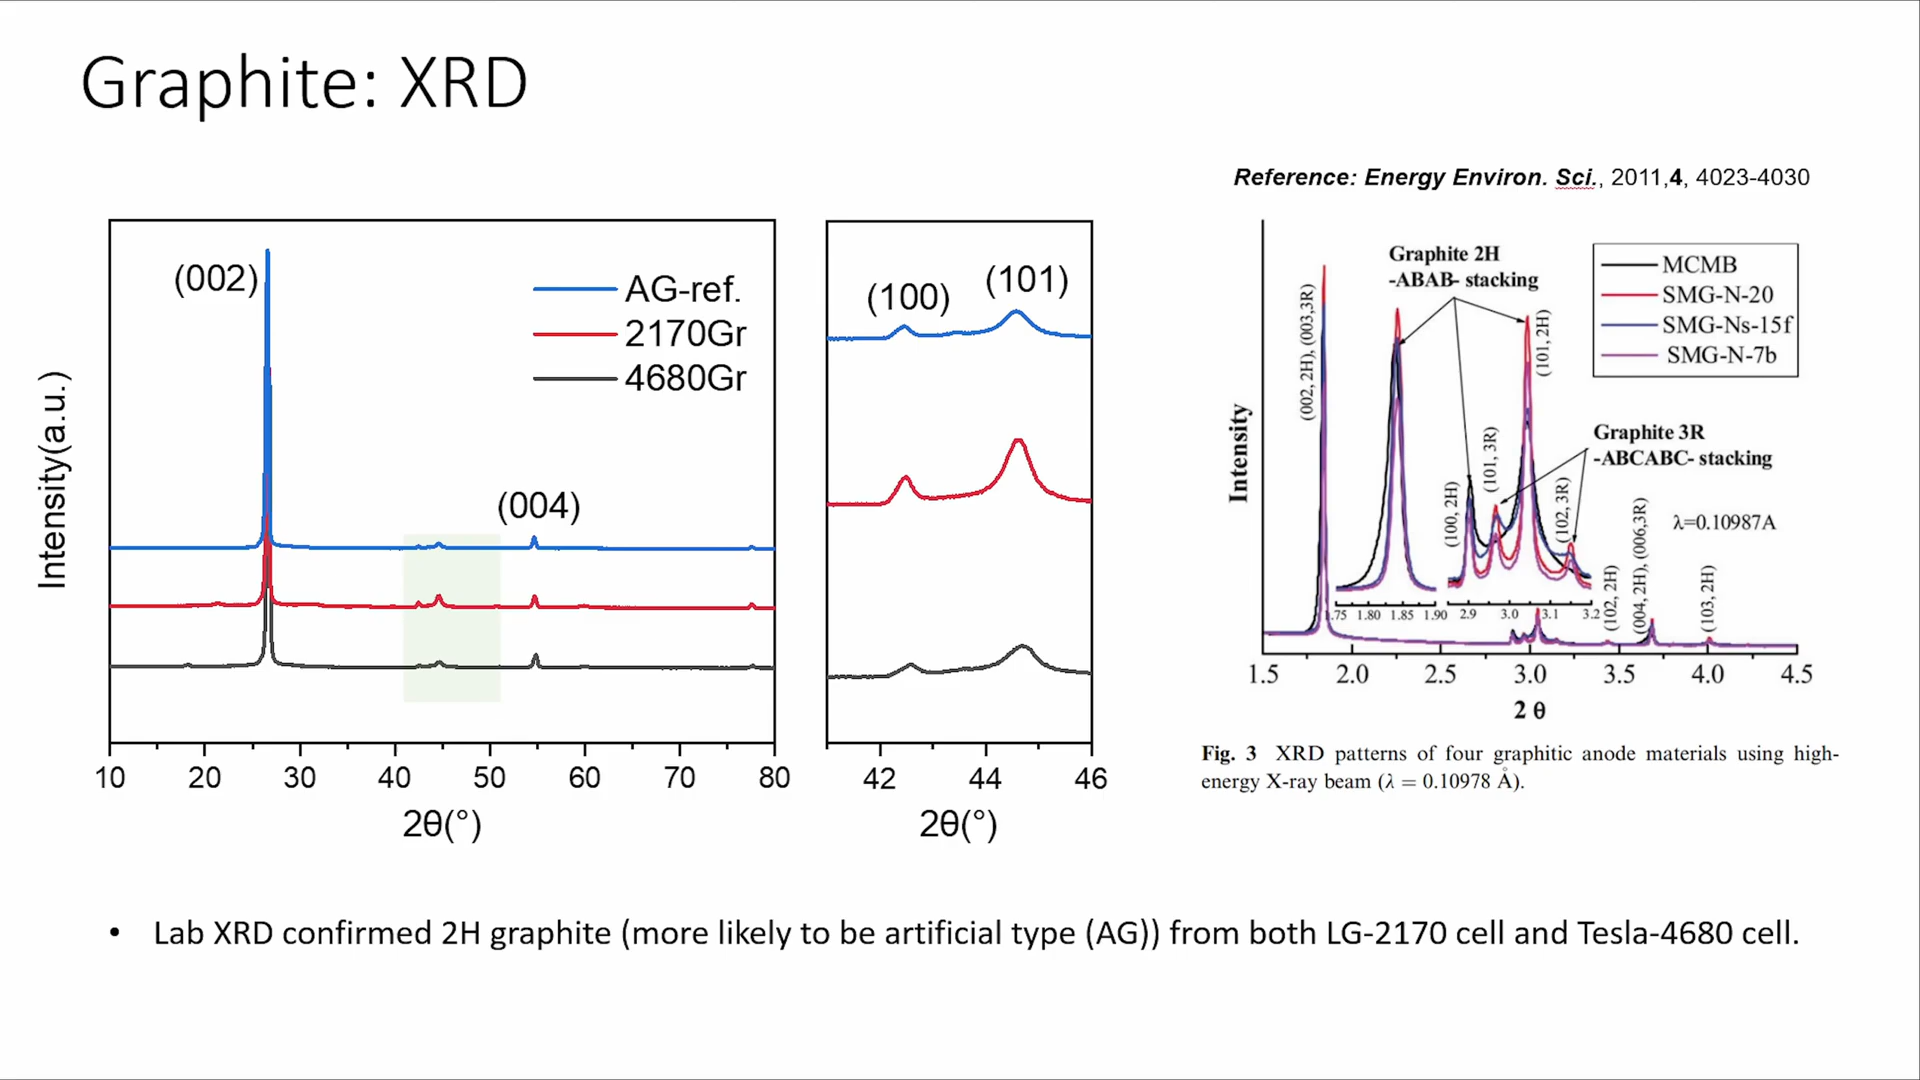 Graphite: XRD
Reference: Energy Environ. Sci., 2011,4, 4023-4030
Intensity(a.u.)
(002)
AG-ref.
2170Gr
4680Gr
(004)
10 20 30 40 50 60 70 80
2θ(°)
(100)
(101)
42 44 46
2θ(°)
Intensity
(002, 2H), (003,3R)
Graphite 2H
-ABAB- stacking
MCMB
SMG-N-20
SMG-Ns-15f
SMG-N-7b
(101, 2H)
Graphite 3R
-ABCABC- stacking
(100, 2H)
(101, 3R)
(102, 3R)
λ=0.10987A
(102, 2H)
(004, 2H), (006,3R)
(103, 2H)
.75 1.80 1.85 1.90 2.9 3.0 3.1 3.2
1.5 2.0 2.5 3.0 3.5 4.0 4.5
2 θ
Fig. 3 XRD patterns of four graphitic anode materials using high-
energy X-ray beam (λ = 0.10978 Å).
• Lab XRD confirmed 2H graphite (more likely to be artificial type (AG)) from both LG-2170 cell and Tesla-4680 cell.